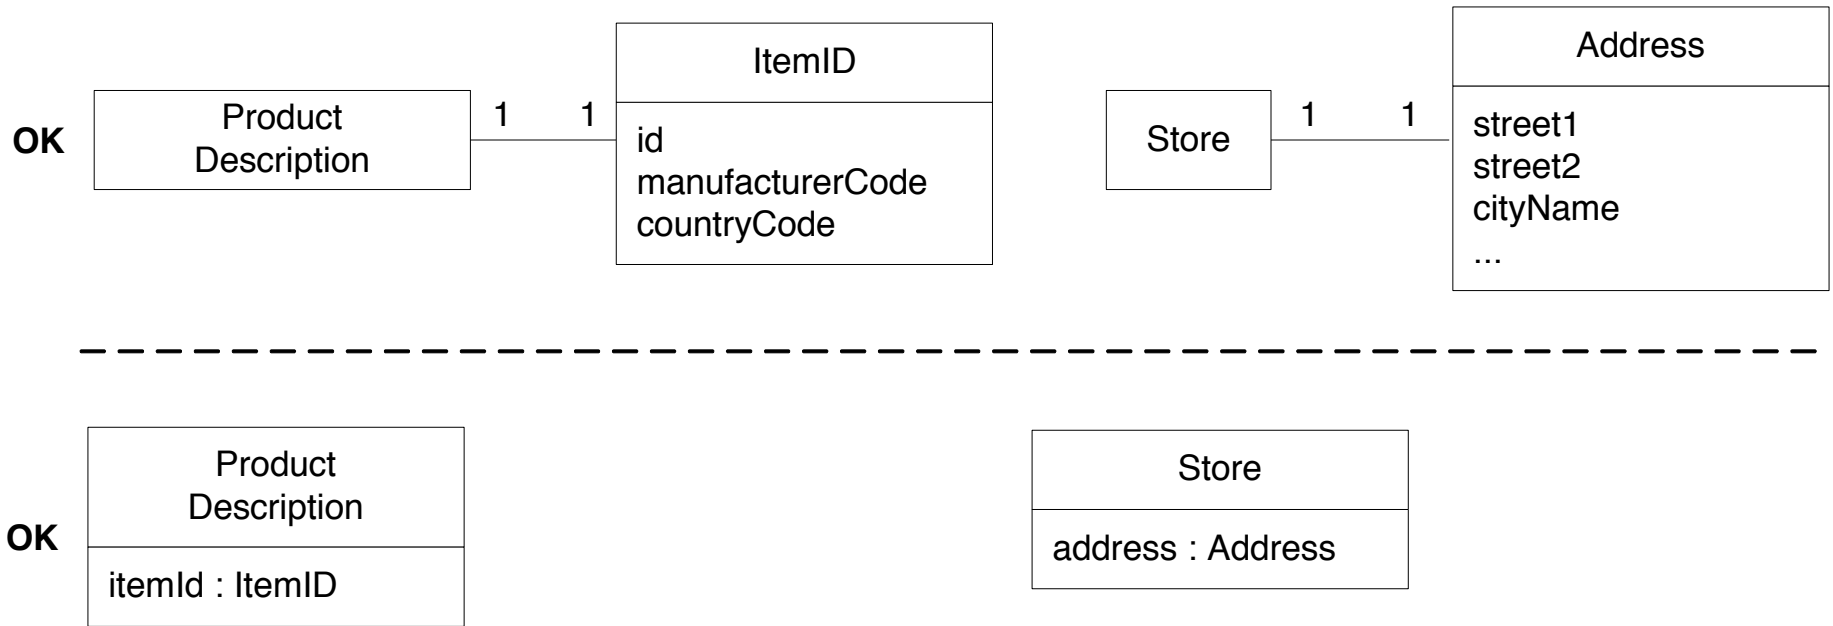 OK
Product
Description
1 1
ItemID
id
manufacturerCode
countryCode
Store
1 1
Address
street1
street2
cityName
...
OK
Product
Description
itemId : ItemID
Store
address : Address